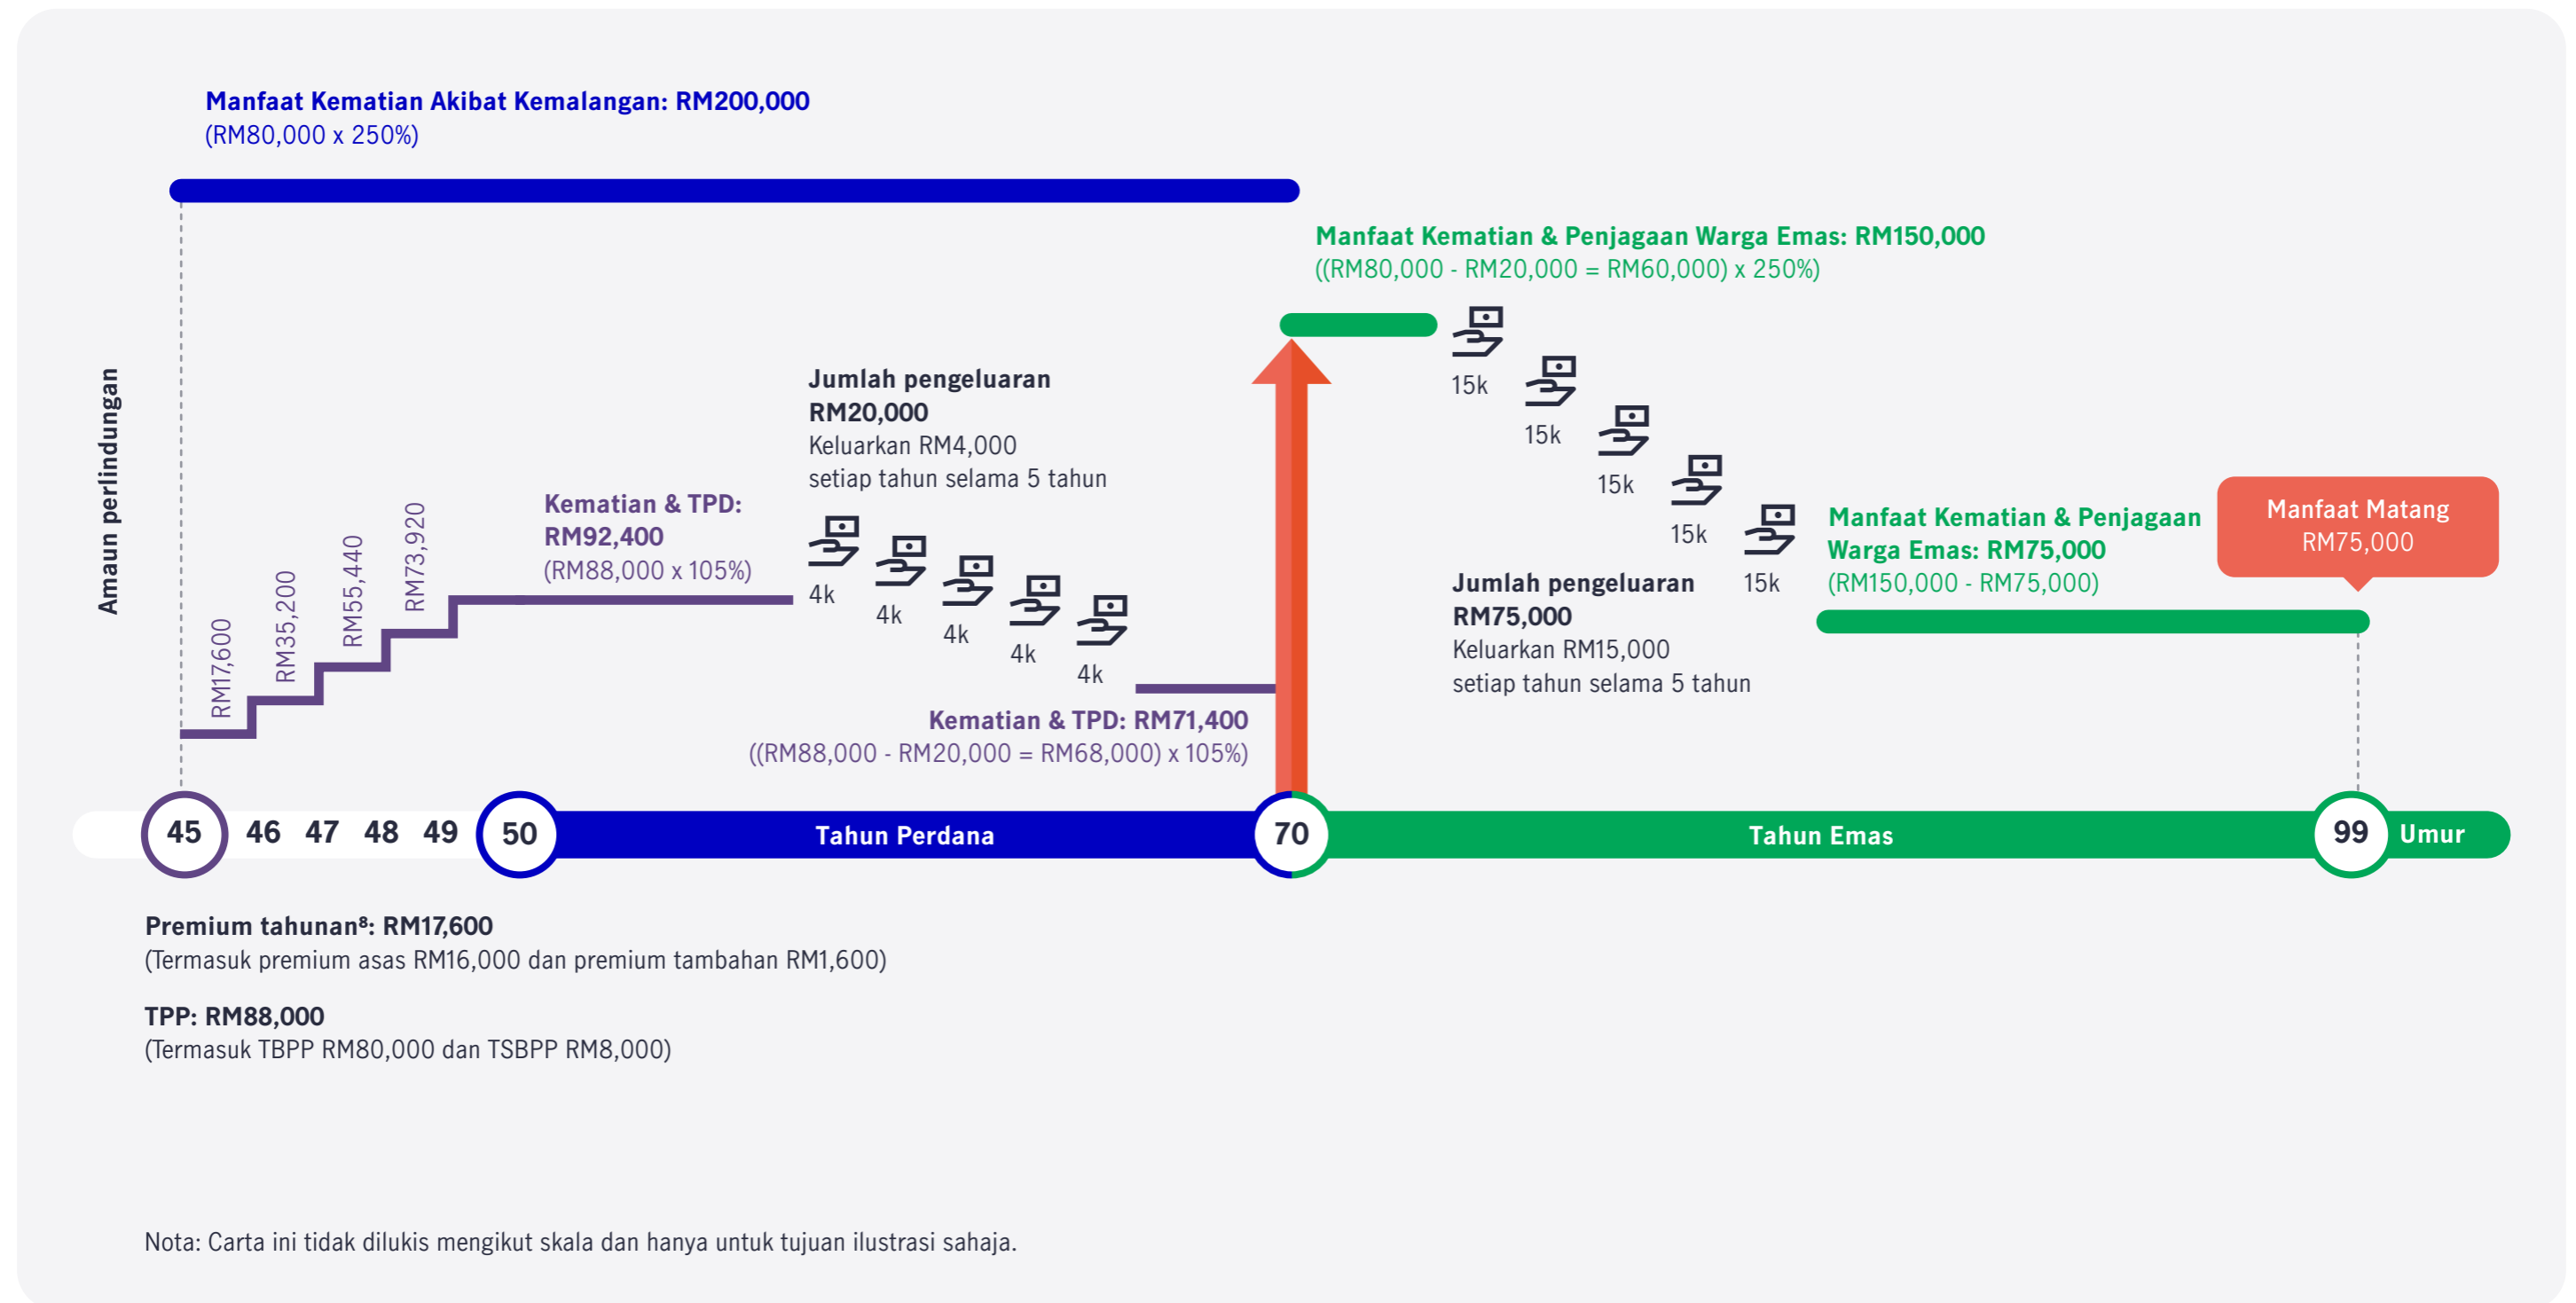 Manfaat Kematian Akibat Kemalangan: RM200,000
(RM80,000 x 250%)
Manfaat Kematian & Penjagaan Warga Emas: RM150,000
((RM80,000 - RM20,000 = RM60,000) x 250%)
Amaun perlindungan
RM17,600
RM35,200
RM55,440
RM73,920
Kematian & TPD:
RM92,400
(RM88,000 x 105%)
Jumlah pengeluaran
RM20,000
Keluarkan RM4,000
setiap tahun selama 5 tahun
4k
4k
4k
4k
4k
Kematian & TPD: RM71,400
((RM88,000 - RM20,000 = RM68,000) x 105%)
15k
15k
15k
15k
15k
Jumlah pengeluaran
RM75,000
Keluarkan RM15,000
setiap tahun selama 5 tahun
Manfaat Kematian & Penjagaan
Warga Emas: RM75,000
(RM150,000 - RM75,000)
Manfaat Matang
RM75,000
45 46 47 48 49 50 Tahun Perdana 70 Tahun Emas 99 Umur
Premium tahunan⁸: RM17,600
(Termasuk premium asas RM16,000 dan premium tambahan RM1,600)
TPP: RM88,000
(Termasuk TBPP RM80,000 dan TSBPP RM8,000)
Nota: Carta ini tidak dilukis mengikut skala dan hanya untuk tujuan ilustrasi sahaja.